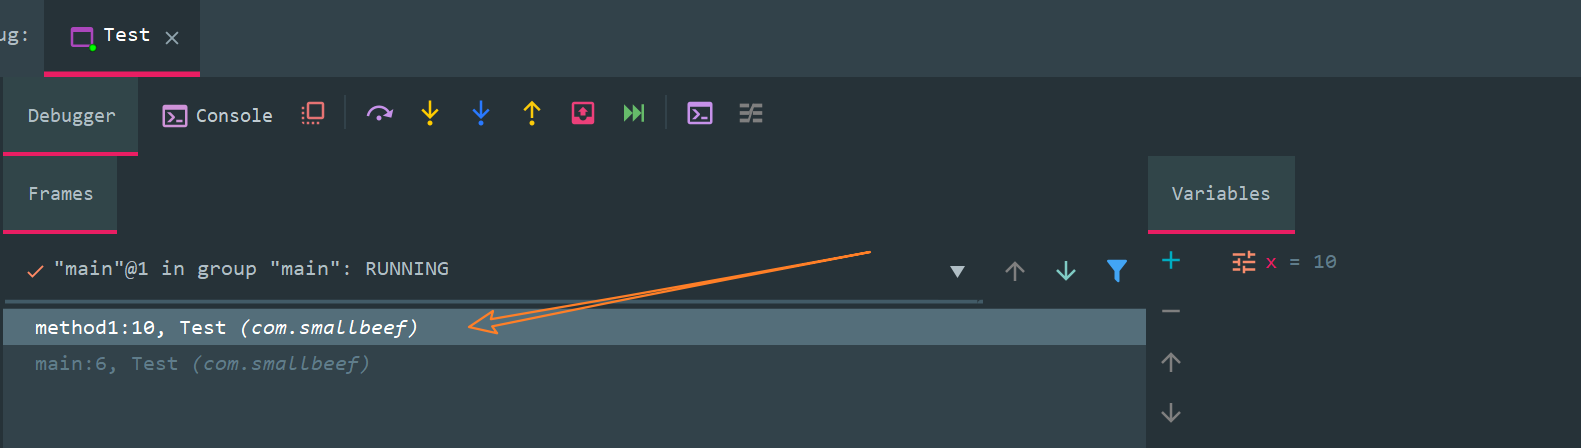 ug: Test
Debugger Console
Frames Variables
"main"@1 in group "main": RUNNING
x = 10
method1:10, Test (com.smallbeef)
main:6, Test (com.smallbeef)